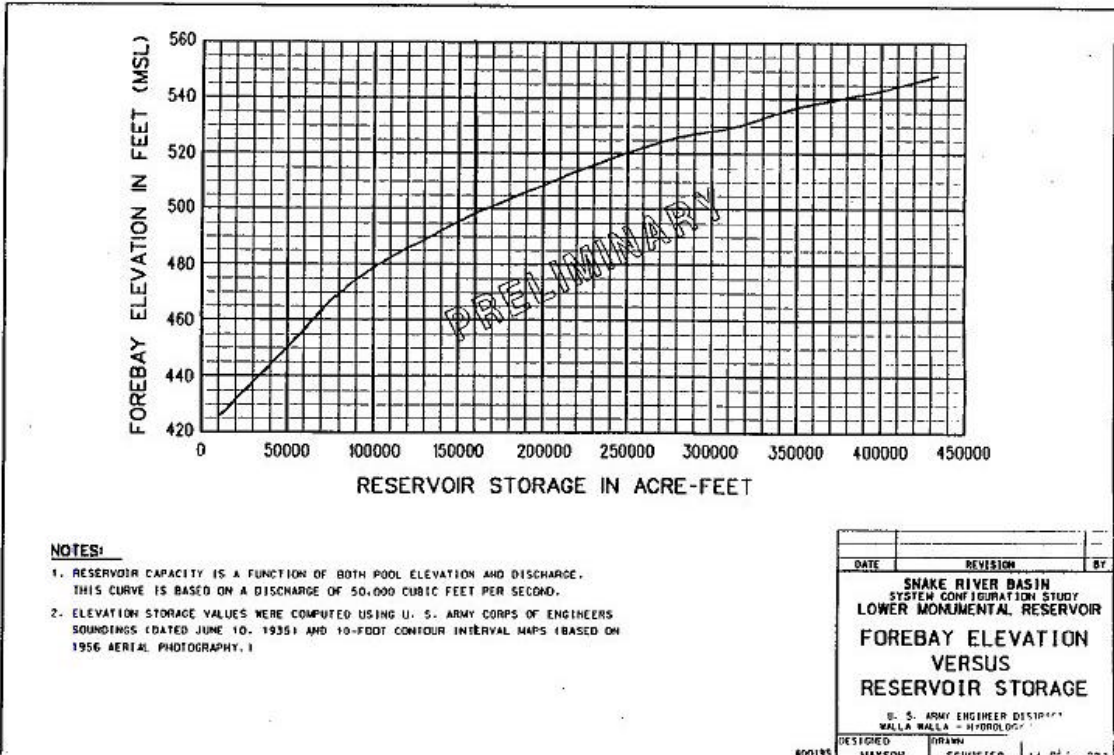 560
540
520
500
480
460
440
420
FOREBAY ELEVATION IN FEET (MSL)
PRELIMINARY
0 50000 100000 150000 200000 250000 300000 350000 400000 450000
RESERVOIR STORAGE IN ACRE-FEET
NOTES:
1. RESERVOIR CAPACITY IS A FUNCTION OF BOTH POOL ELEVATION AND DISCHARGE.
THIS CURVE IS BASED ON A DISCHARGE OF 50,000 CUBIC FEET PER SECOND.
2. ELEVATION STORAGE VALUES WERE COMPUTED USING U. S. ARMY CORPS OF ENGINEERS
SOUNDINGS (DATED JUNE 10, 1935) AND 10-FOOT CONTOUR INTERVAL MAPS (BASED ON
1956 AERIAL PHOTOGRAPHY.)
DATE REVISION BY
SNAKE RIVER BASIN
SYSTEM CONFIGURATION STUDY
LOWER MONUMENTAL RESERVOIR
FOREBAY ELEVATION
VERSUS
RESERVOIR STORAGE
U. S. ARMY ENGINEER DISTRICT
WALLA WALLA - HYDROLOGY
DESIGNED DRAWN